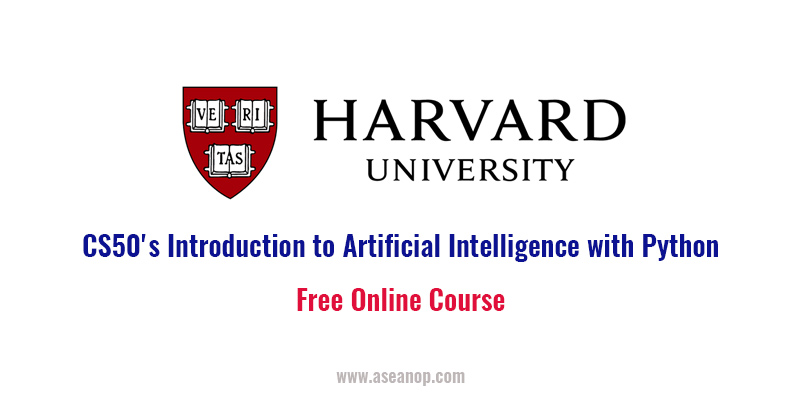 VE RI
TAS
HARVARD
UNIVERSITY
CS50's Introduction to Artificial Intelligence with Python
Free Online Course
www.aseanop.com